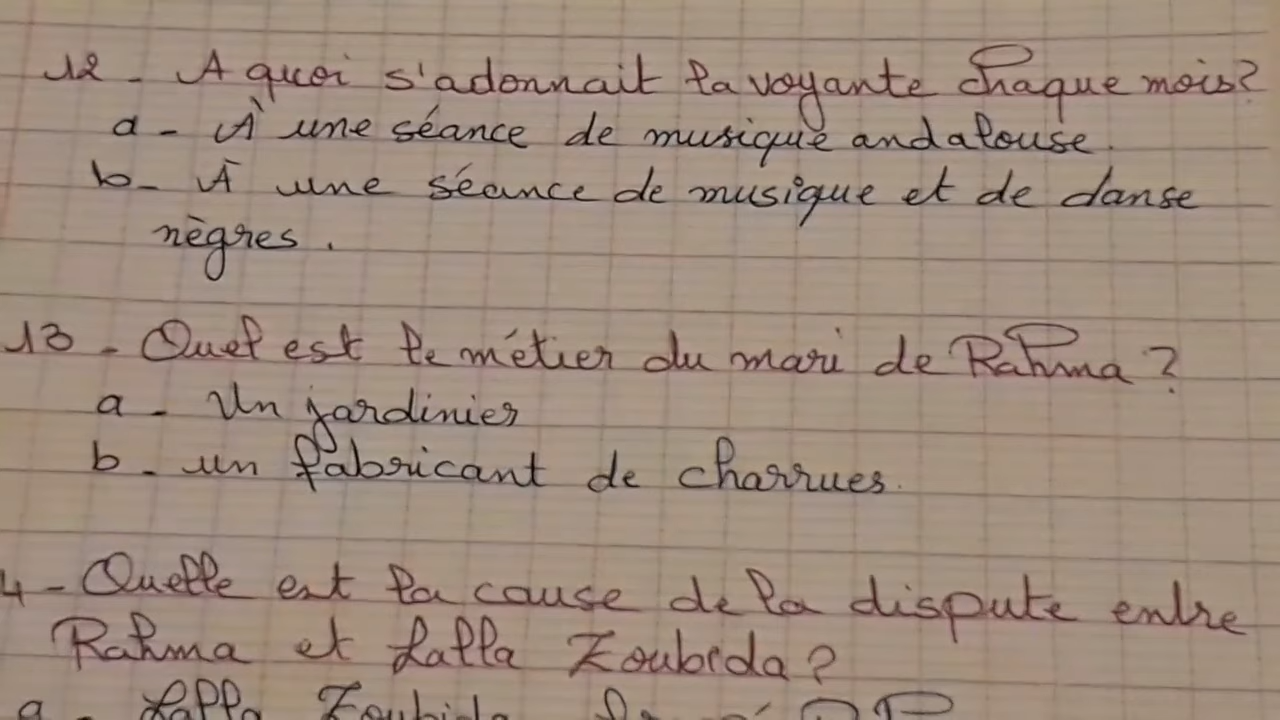 12 - A quoi s'adonnait la voyante chaque mois?
a - À une séance de musique andalouse.
b - À une séance de musique et de danse
nègres.
13 - Quel est le métier du mari de Rahma ?
a - Un jardinier
b - un fabricant de charrues.
4 - Quelle est la cause de la dispute entre
Rahma et Lalla Zoubida ?
a - Lalla Zoubida